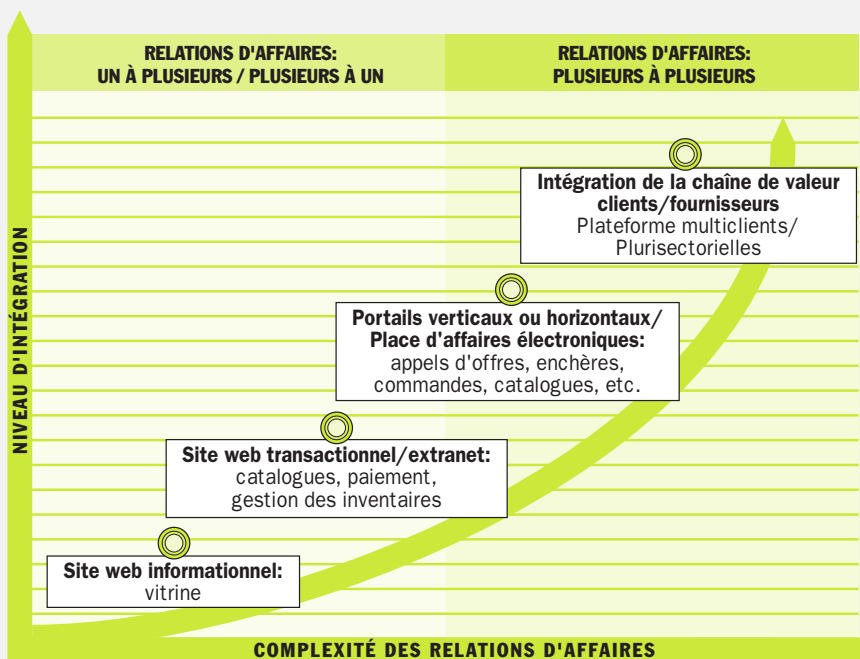 RELATIONS D'AFFAIRES:
UN À PLUSIEURS / PLUSIEURS À UN
RELATIONS D'AFFAIRES:
PLUSIEURS À PLUSIEURS
Intégration de la chaîne de valeur
clients/fournisseurs
Plateforme multiclients/
Plurisectorielles
Portails verticaux ou horizontaux/
Place d'affaires électroniques:
appels d'offres, enchères,
commandes, catalogues, etc.
Site web transactionnel/extranet:
catalogues, paiement,
gestion des inventaires
Site web informationnel:
vitrine
NIVEAU D'INTÉGRATION
COMPLEXITÉ DES RELATIONS D'AFFAIRES